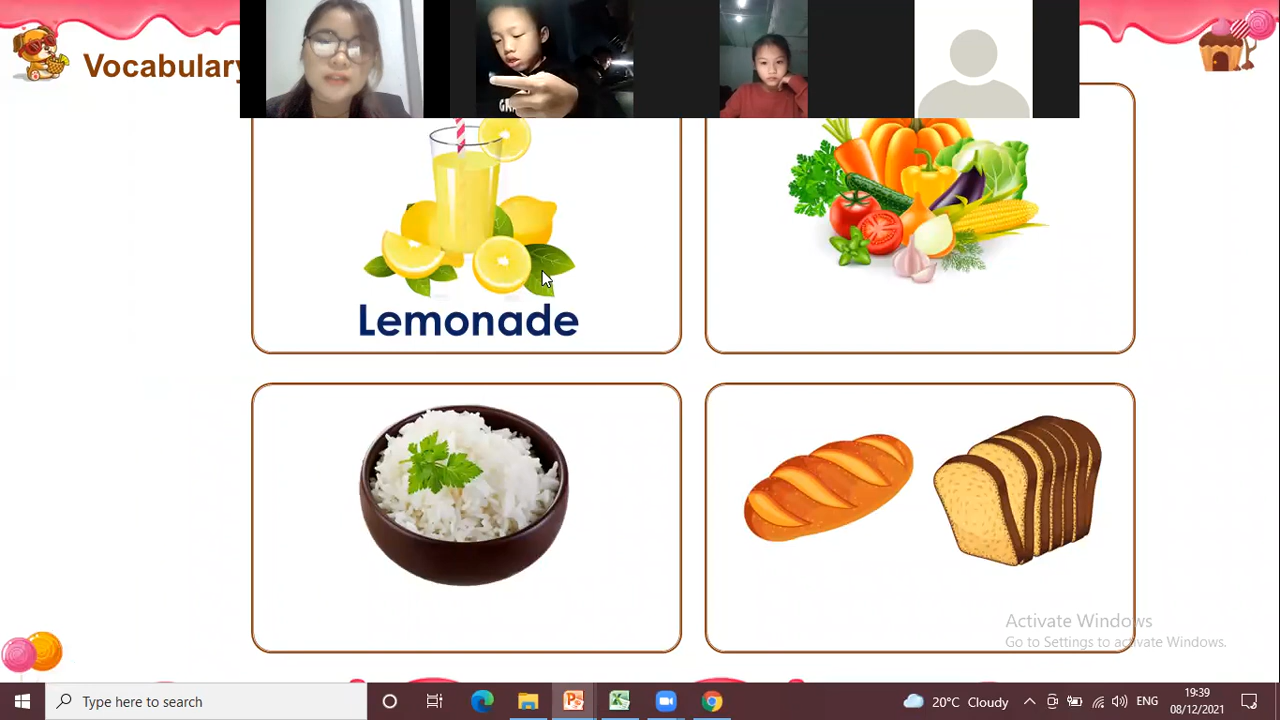 Vocabulary
Lemonade
Activate Windows
Go to Settings to activate Windows.
Type here to search
20°C Cloudy
ENG
19:39
08/12/2021